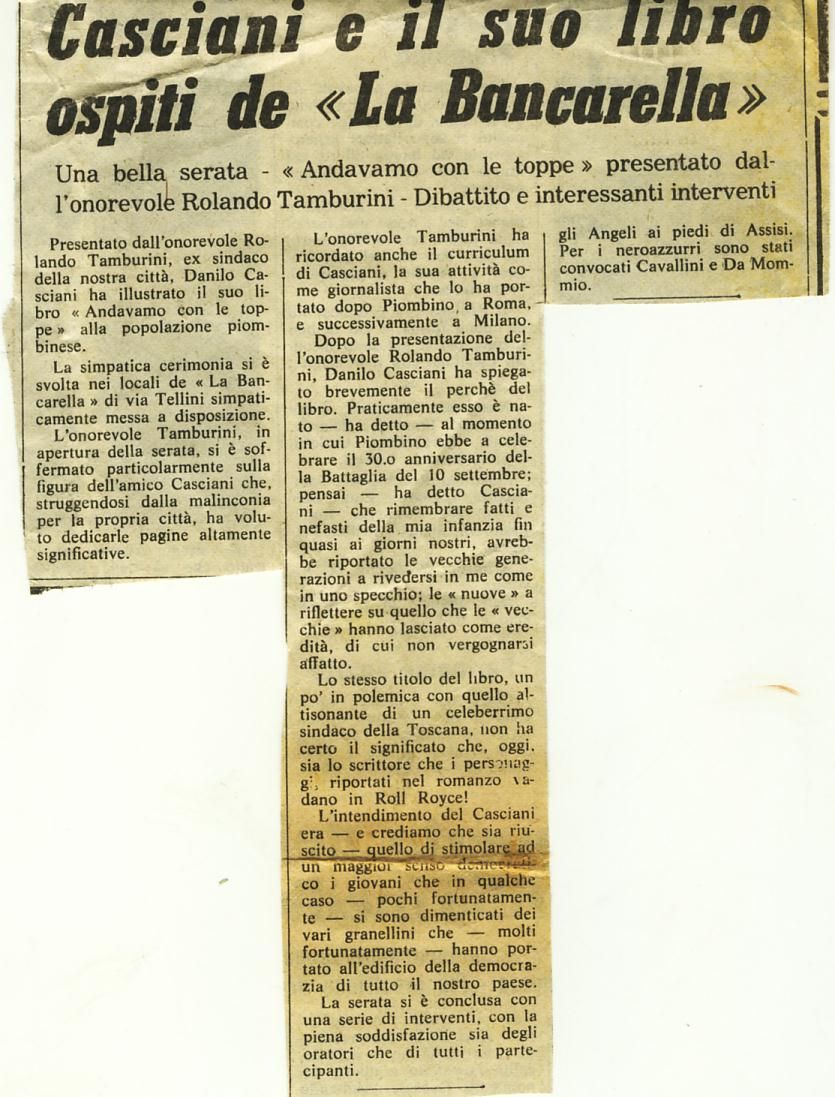 Casciani e il suo libro
ospiti de « La Bancarella »
Una bella serata - « Andavamo con le toppe » presentato dal-
l'onorevole Rolando Tamburini - Dibattito e interessanti interventi
Presentato dall'onorevole Ro-
lando Tamburini, ex sindaco
della nostra città, Danilo Ca-
sciani ha illustrato il suo li-
bro « Andavamo con le top-
pe » alla popolazione piom-
binese.
La simpatica cerimonia si è
svolta nei locali de « La Ban-
carella » di via Tellini simpati-
camente messa a disposizione.
L'onorevole Tamburini, in
apertura della serata, si è sof-
fermato particolarmente sulla
figura dell'amico Casciani che,
struggendosi dalla malinconia
per la propria città, ha volu-
to dedicarle pagine altamente
significative.
L'onorevole Tamburini ha
ricordato anche il curriculum
di Casciani, la sua attività co-
me giornalista che lo ha por-
tato dopo Piombino, a Roma,
e successivamente a Milano.
Dopo la presentazione del-
l'onorevole Rolando Tamburi-
ni, Danilo Casciani ha spiega-
to brevemente il perchè del
libro. Praticamente esso è na-
to — ha detto — al momento
in cui Piombino ebbe a cele-
brare il 30.o anniversario del-
la Battaglia del 10 settembre;
pensai — ha detto Cascia-
ni — che rimembrare fatti e
nefasti della mia infanzia fin
quasi ai giorni nostri, avreb-
be riportato le vecchie gene-
razioni a rivedersi in me come
in uno specchio; le « nuove » a
riflettere su quello che le « vec-
chie » hanno lasciato come ere-
dità, di cui non vergognarsi
affatto.
Lo stesso titolo del libro, un
po' in polemica con quello al-
tisonante di un celeberrimo
sindaco della Toscana, non ha
certo il significato che, oggi,
sia lo scrittore che i personag-
gi, riportati nel romanzo va-
dano in Roll Royce!
L'intendimento del Casciani
era — e crediamo che sia riu-
scito — quello di stimolare ad
un maggior senso democrati-
co i giovani che in qualche
caso — pochi fortunatamen-
te — si sono dimenticati dei
vari granellini che — molti
fortunatamente — hanno por-
tato all'edificio della democra-
zia di tutto il nostro paese.
La serata si è conclusa con
una serie di interventi, con la
piena soddisfazione sia degli
oratori che di tutti i parte-
cipanti.
gli Angeli ai piedi di Assisi.
Per i neroazzurri sono stati
convocati Cavallini e Da Mom-
mio.